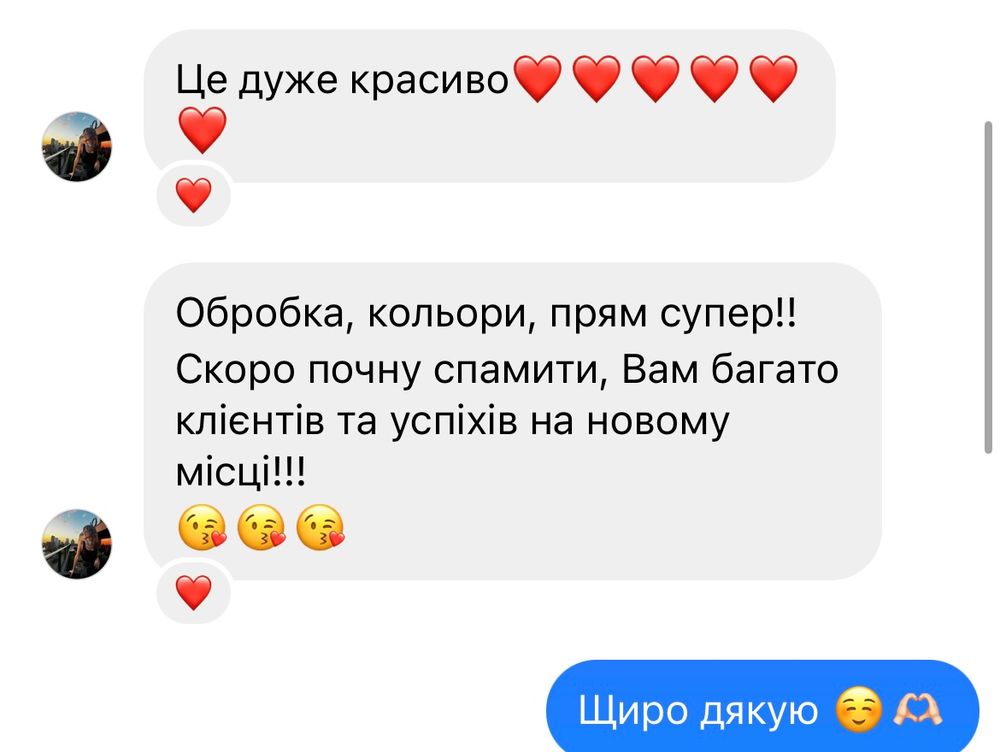 Це дуже красиво❤️❤️❤️❤️❤️
❤️
❤️
Обробка, кольори, прям супер!!
Скоро почну спамити, Вам багато
клієнтів та успіхів на новому
місці!!!
😘😘😘
❤️
Щиро дякую ☺️🫶🏻